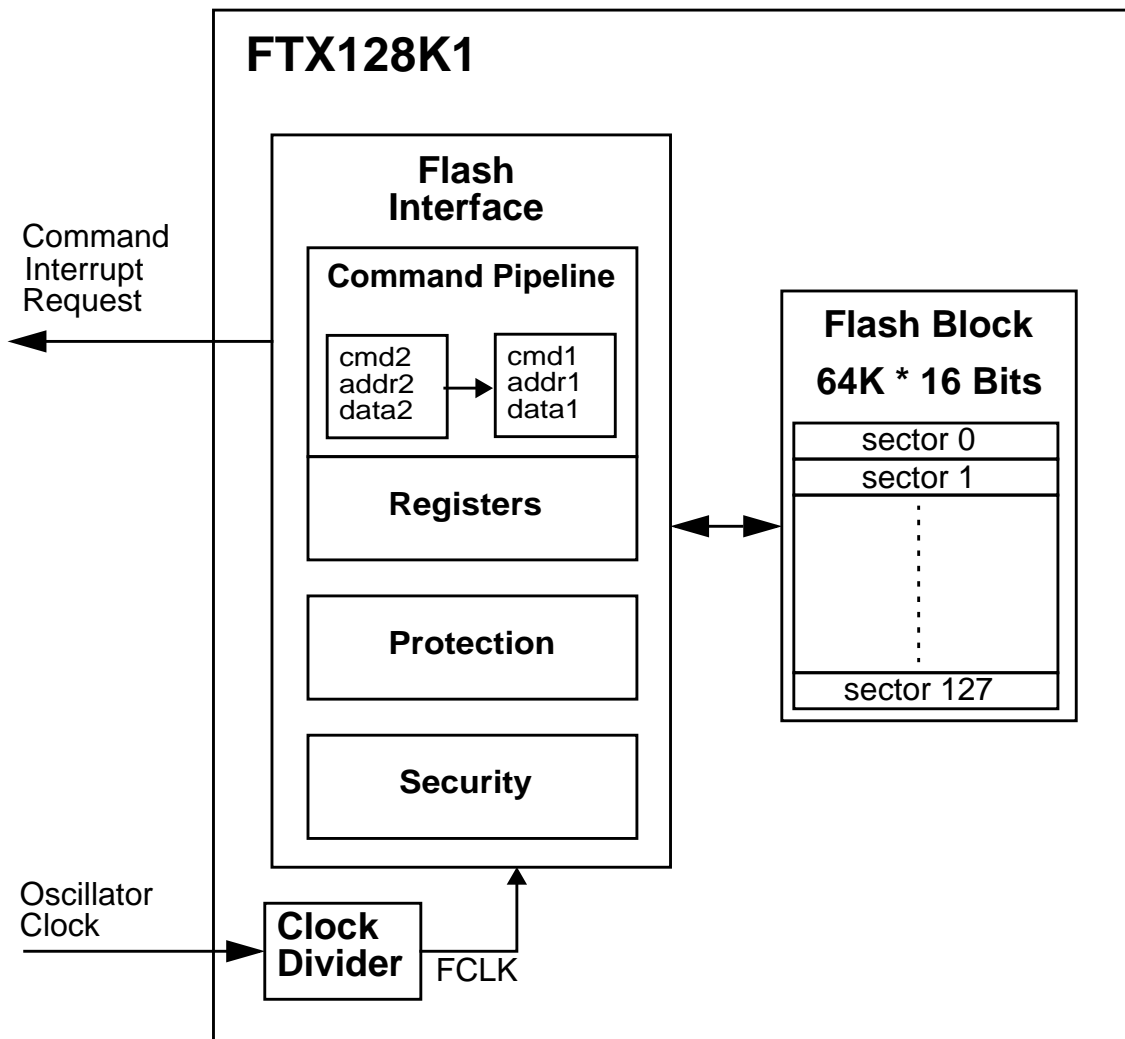 FTX128K1
Flash
Interface
Command
Interrupt
Request
Command Pipeline
cmd2
addr2
data2
cmd1
addr1
data1
Registers
Protection
Security
Flash Block
64K * 16 Bits
sector 0
sector 1
sector 127
Oscillator
Clock
Clock
Divider
FCLK